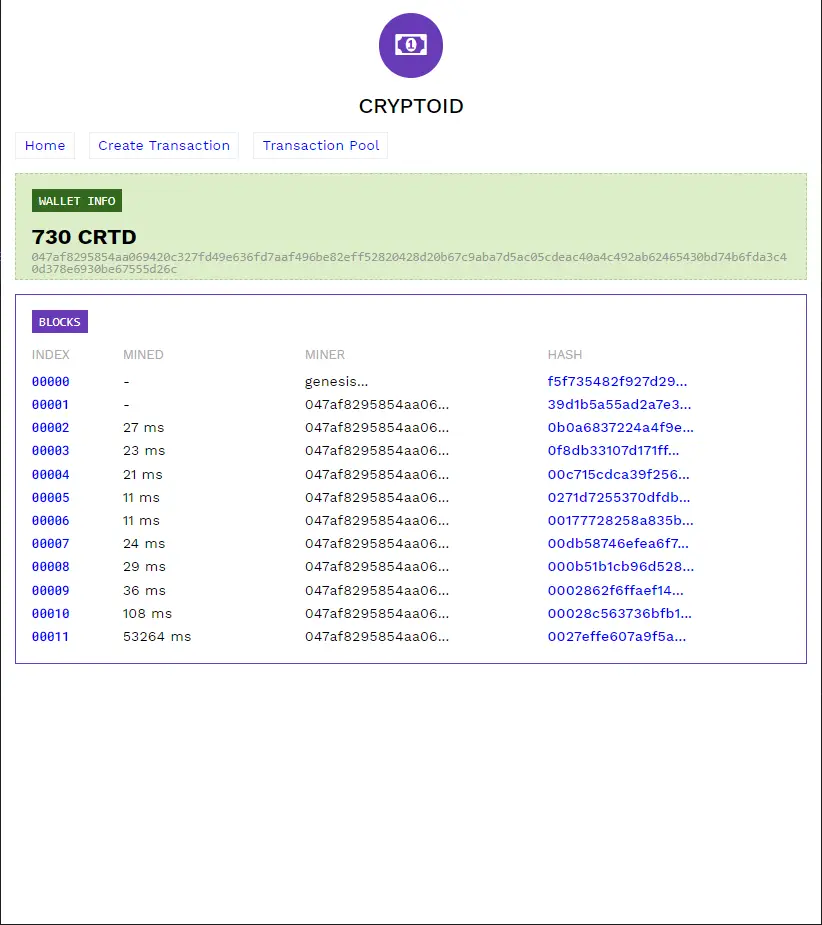 CRYPTOID
Home Create Transaction Transaction Pool
WALLET INFO
730 CRTD
047af8295854aa069420c327fd49e636fd7aaf496be82eff52820428d20b67c9aba7d5ac05cdeac40a4c492ab62465430bd74b6fda3c4
0d378e6930be67555d26c
BLOCKS
INDEX MINED MINER HASH
00000 - genesis... f5f735482f927d29...
00001 - 047af8295854aa06... 39d1b5a55ad2a7e3...
00002 27 ms 047af8295854aa06... 0b0a6837224a4f9e...
00003 23 ms 047af8295854aa06... 0f8db33107d171ff...
00004 21 ms 047af8295854aa06... 00c715cdca39f256...
00005 11 ms 047af8295854aa06... 0271d7255370dfdb...
00006 11 ms 047af8295854aa06... 00177728258a835b...
00007 24 ms 047af8295854aa06... 00db58746efea6f7...
00008 29 ms 047af8295854aa06... 000b51b1cb96d528...
00009 36 ms 047af8295854aa06... 0002862f6ffaef14...
00010 108 ms 047af8295854aa06... 00028c563736bfb1...
00011 53264 ms 047af8295854aa06... 0027effe607a9f5a...